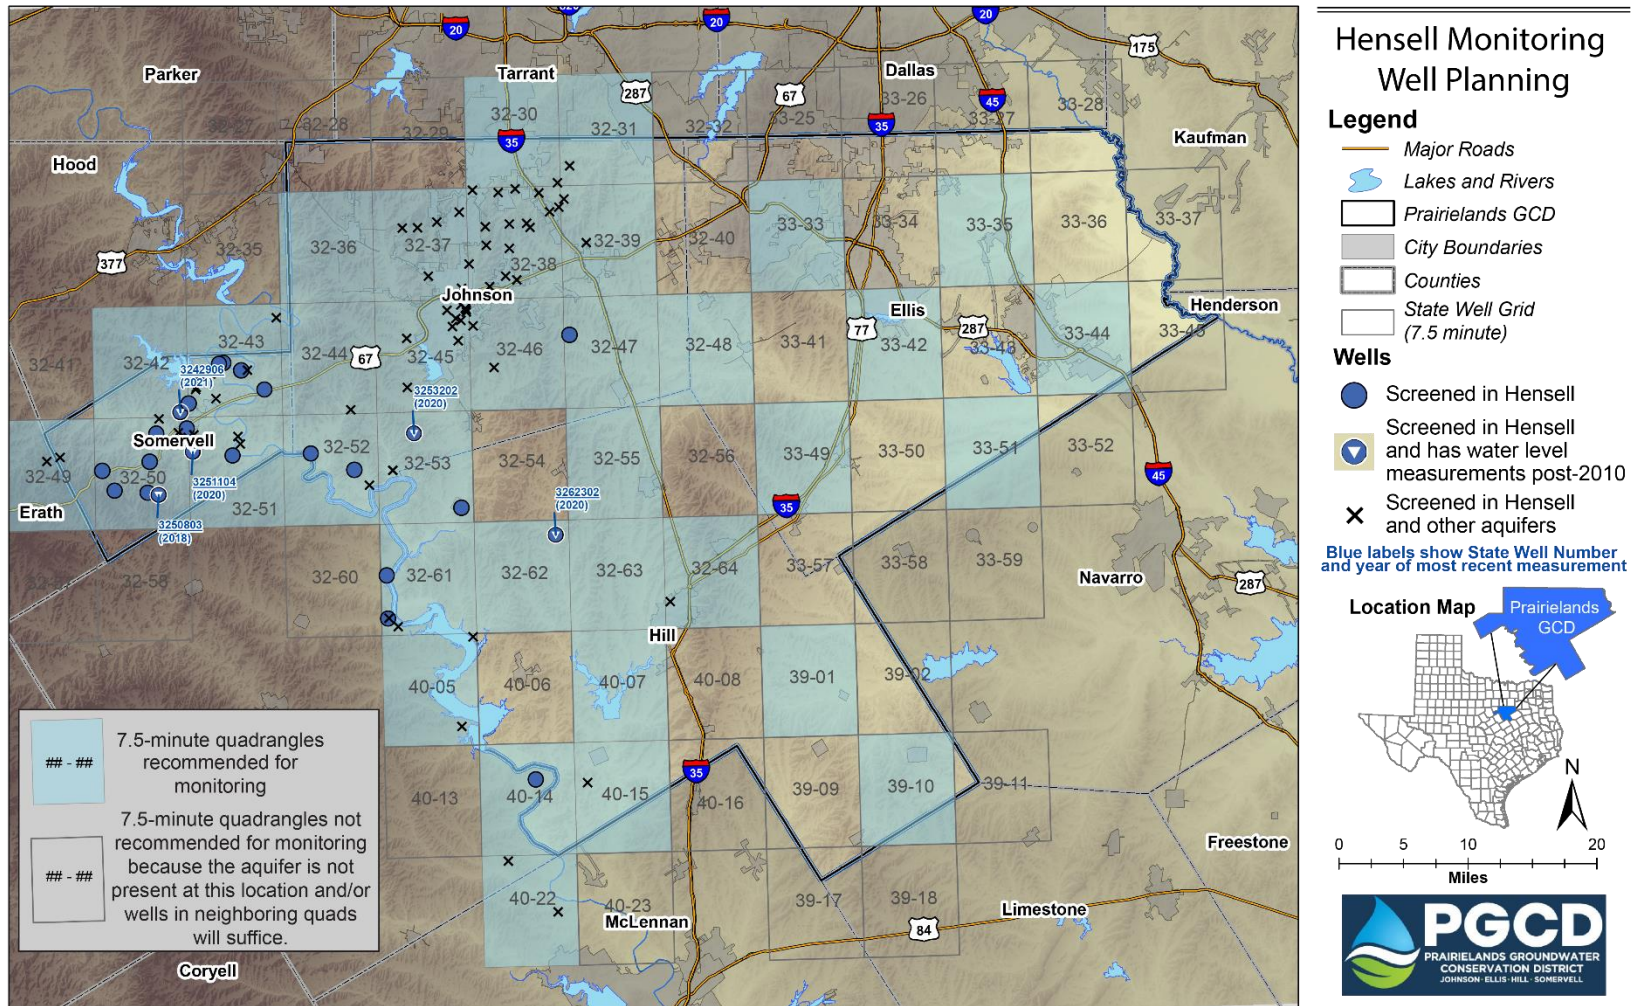 Hensell Monitoring
Well Planning
Legend
Major Roads
Lakes and Rivers
Prairielands GCD
City Boundaries
Counties
State Well Grid
(7.5 minute)
Wells
Screened in Hensell
Screened in Hensell
and has water level
measurements post-2010
Screened in Hensell
and other aquifers
Blue labels show State Well Number
and year of most recent measurement
Location Map
Prairielands
GCD
N
0 5 10 20
Miles
PGCD
PRAIRIELANDS GROUNDWATER
CONSERVATION DISTRICT
JOHNSON · ELLIS · HILL · SOMERVELL
20
20
20
175
Parker
Tarrant
Dallas
287
67
45
32-28
32-29
32-30
32-31
32-32
33-25
33-26
33-27
33-28
35
35
Kaufman
Hood
377
32-35
32-36
32-37
32-38
32-39
32-40
33-33
33-34
33-35
33-36
33-37
Johnson
Ellis
Henderson
77
287
67
32-41
32-42
32-43
32-44
32-45
32-46
32-47
32-48
33-41
33-42
33-43
33-44
33-45
3242906
(2021)
3253202
(2020)
Somervell
32-49
32-50
32-51
32-52
32-53
32-54
32-55
32-56
33-49
33-50
33-51
33-52
45
3251104
(2020)
3262302
(2020)
3250803
(2018)
Erath
35
32-58
32-60
32-61
32-62
32-63
32-64
33-57
33-58
33-59
Navarro
287
Hill
40-05
40-06
40-07
40-08
39-01
39-02
40-13
40-14
40-15
40-16
39-09
39-10
39-11
35
Freestone
40-22
40-23
39-17
39-18
McLennan
Limestone
84
Coryell
## - ##
7.5-minute quadrangles
recommended for
monitoring
## - ##
7.5-minute quadrangles not
recommended for monitoring
because the aquifer is not
present at this location and/or
wells in neighboring quads
will suffice.